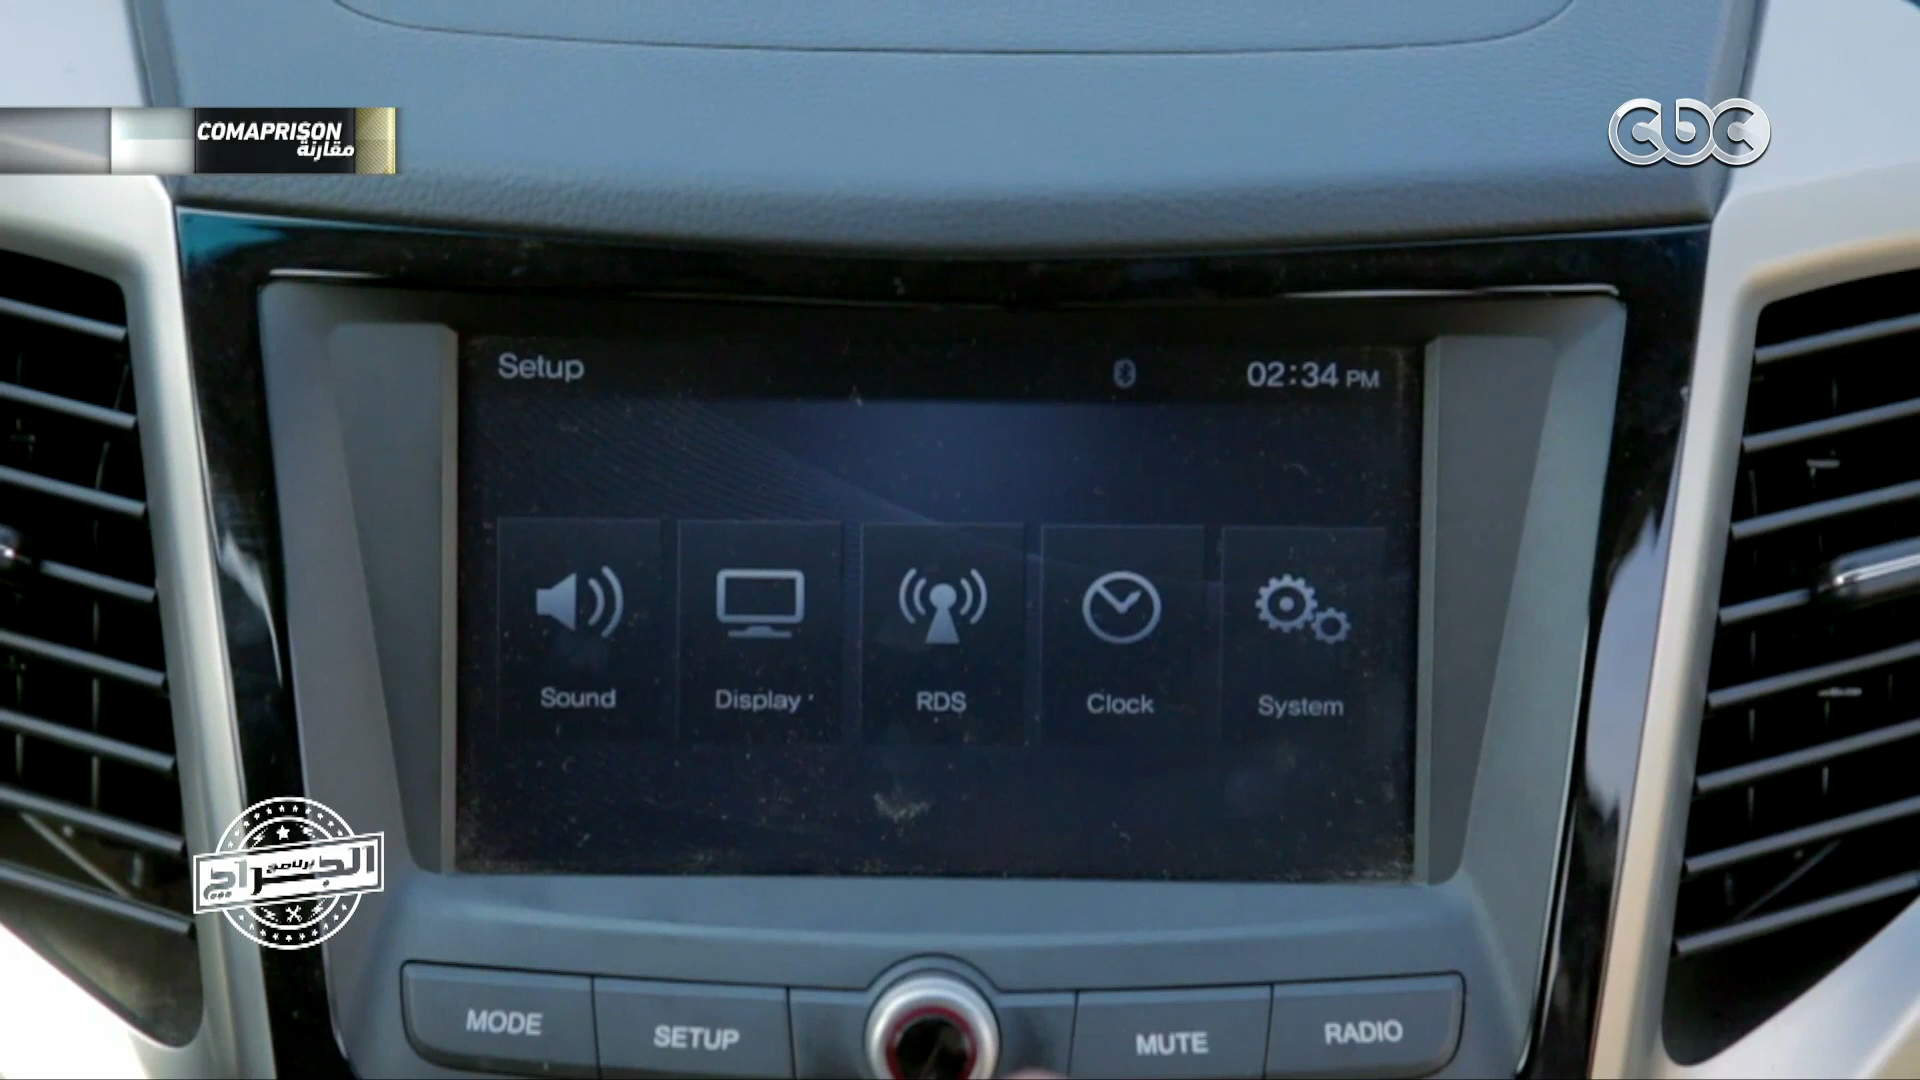 COMAPRISON
مقارنة
cbc
Setup
02:34 PM
Sound
Display
RDS
Clock
System
برنامج
الجراج
MODE
SETUP
MUTE
RADIO